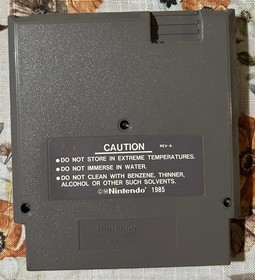 CAUTION REV-A
• DO NOT STORE IN EXTREME TEMPERATURES.
• DO NOT IMMERSE IN WATER.
• DO NOT CLEAN WITH BENZENE, THINNER,
ALCOHOL OR OTHER SUCH SOLVENTS.
©®Nintendo® 1985
Nintendo